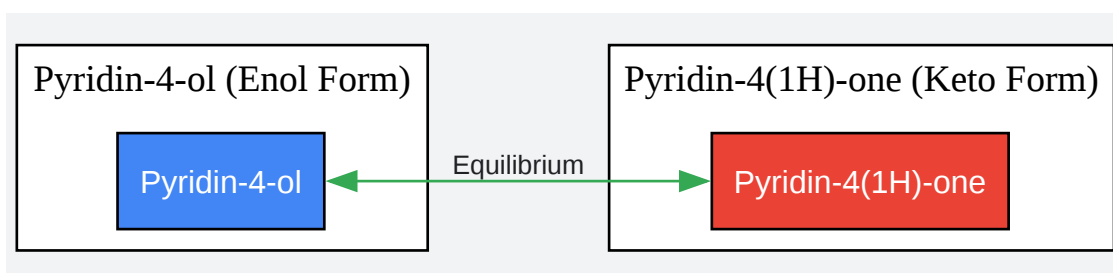 Pyridin-4-ol (Enol Form)
Pyridin-4(1H)-one (Keto Form)
Pyridin-4-ol
Equilibrium
Pyridin-4(1H)-one